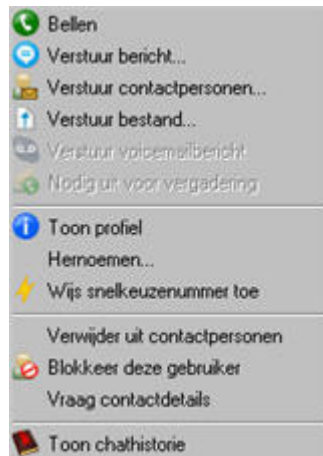 Bellen
Verstuur bericht...
Verstuur contactpersonen...
Verstuur bestand...
Verstuur voicemailbericht
Nodig uit voor vergadering
Toon profiel
Hernoemen...
Wijs snelkeuzenummer toe
Verwijder uit contactpersonen
Blokkeer deze gebruiker
Vraag contactdetails
Toon chathistorie